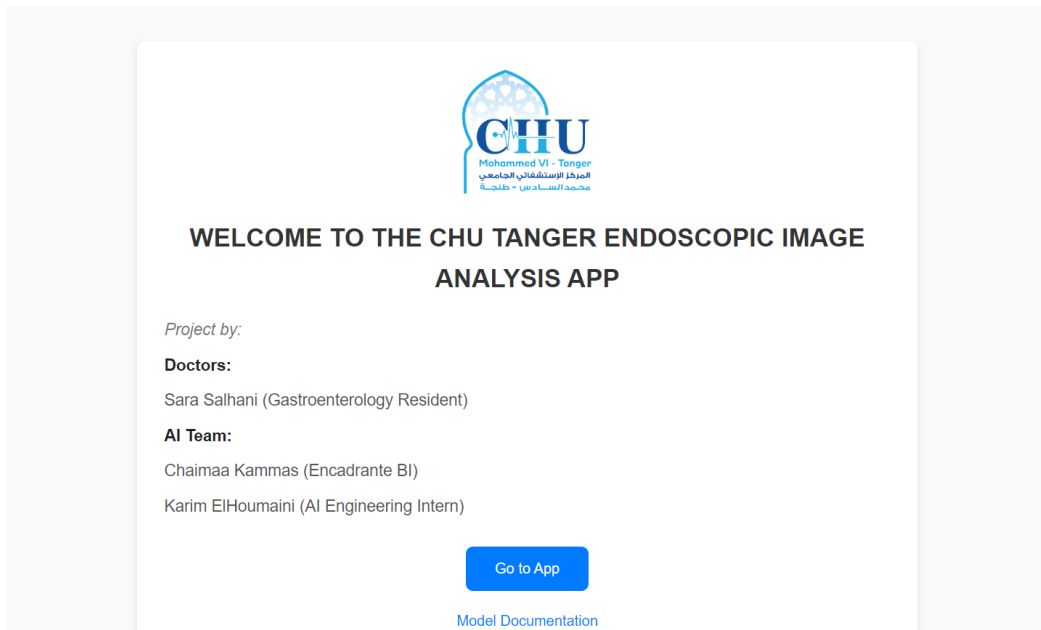 CHU
Mohammed VI - Tanger
المركز الإستشفائي الجامعي
محمد السادس - طنجة
WELCOME TO THE CHU TANGER ENDOSCOPIC IMAGE
ANALYSIS APP
Project by:
Doctors:
Sara Salhani (Gastroenterology Resident)
AI Team:
Chaimaa Kammas (Encadrante BI)
Karim ElHoumaini (AI Engineering Intern)
Go to App
Model Documentation